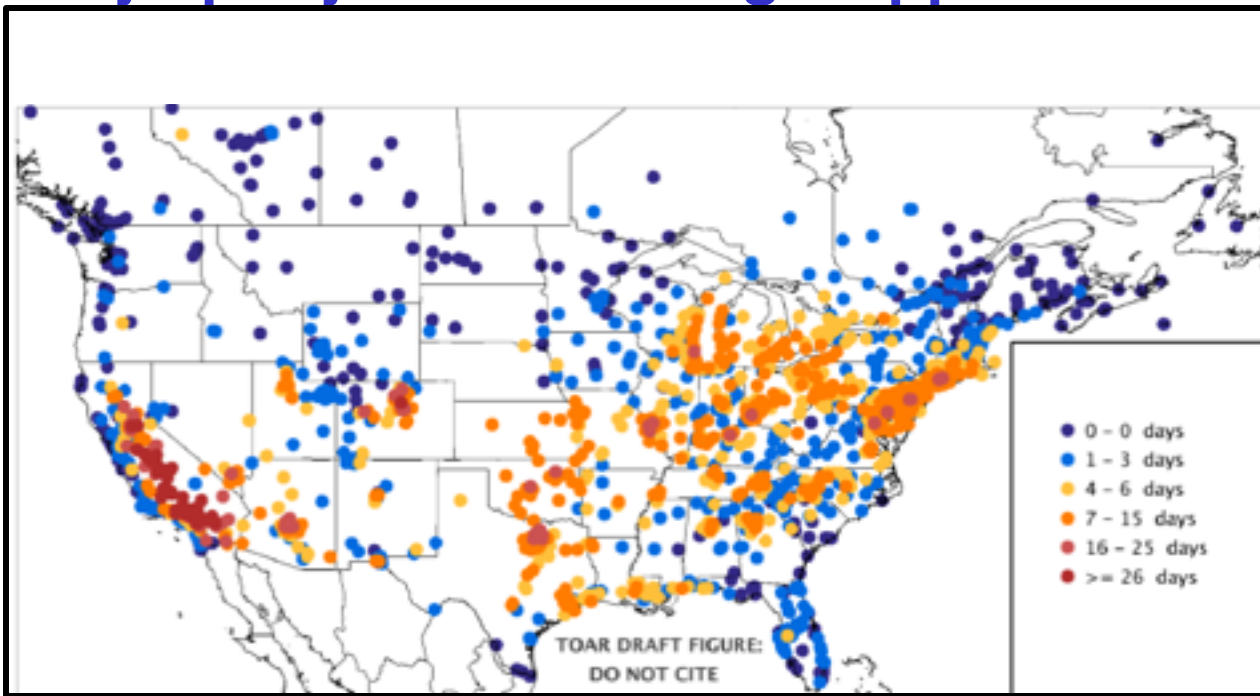 0 - 0 days
1 - 3 days
4 - 6 days
7 - 15 days
16 - 25 days
>= 26 days
TOAR DRAFT FIGURE:
DO NOT CITE